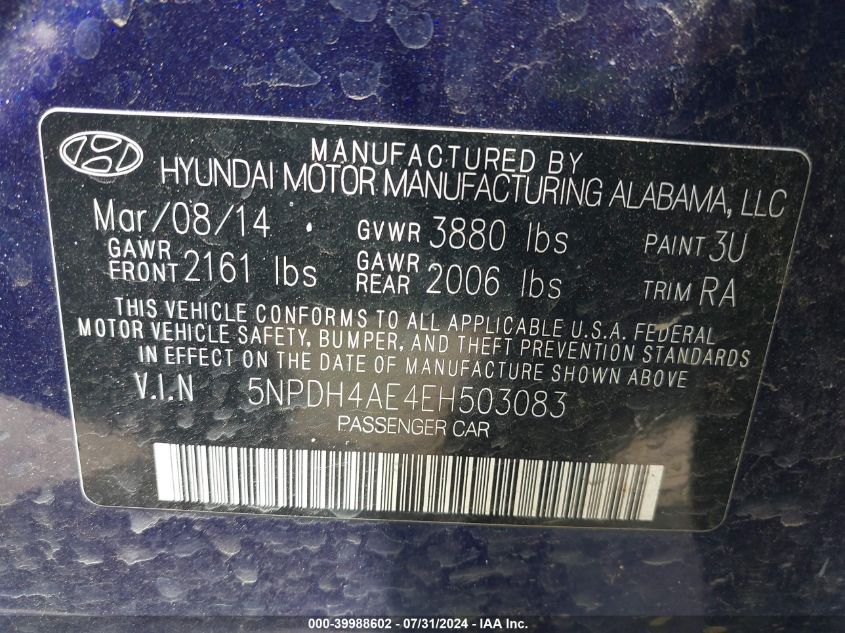 MANUFACTURED BY
HYUNDAI MOTOR MANUFACTURING ALABAMA, LLC
Mar/08/14 GVWR 3880 lbs PAINT 3U
GAWR FRONT 2161 lbs GAWR REAR 2006 lbs TRIM RA
THIS VEHICLE CONFORMS TO ALL APPLICABLE U.S.A. FEDERAL
MOTOR VEHICLE SAFETY, BUMPER, AND THEFT PREVENTION STANDARDS
IN EFFECT ON THE DATE OF MANUFACTURE SHOWN ABOVE
V.I.N 5NPDH4AE4EH503083
PASSENGER CAR
000-39988602 - 07/31/2024 - IAA Inc.